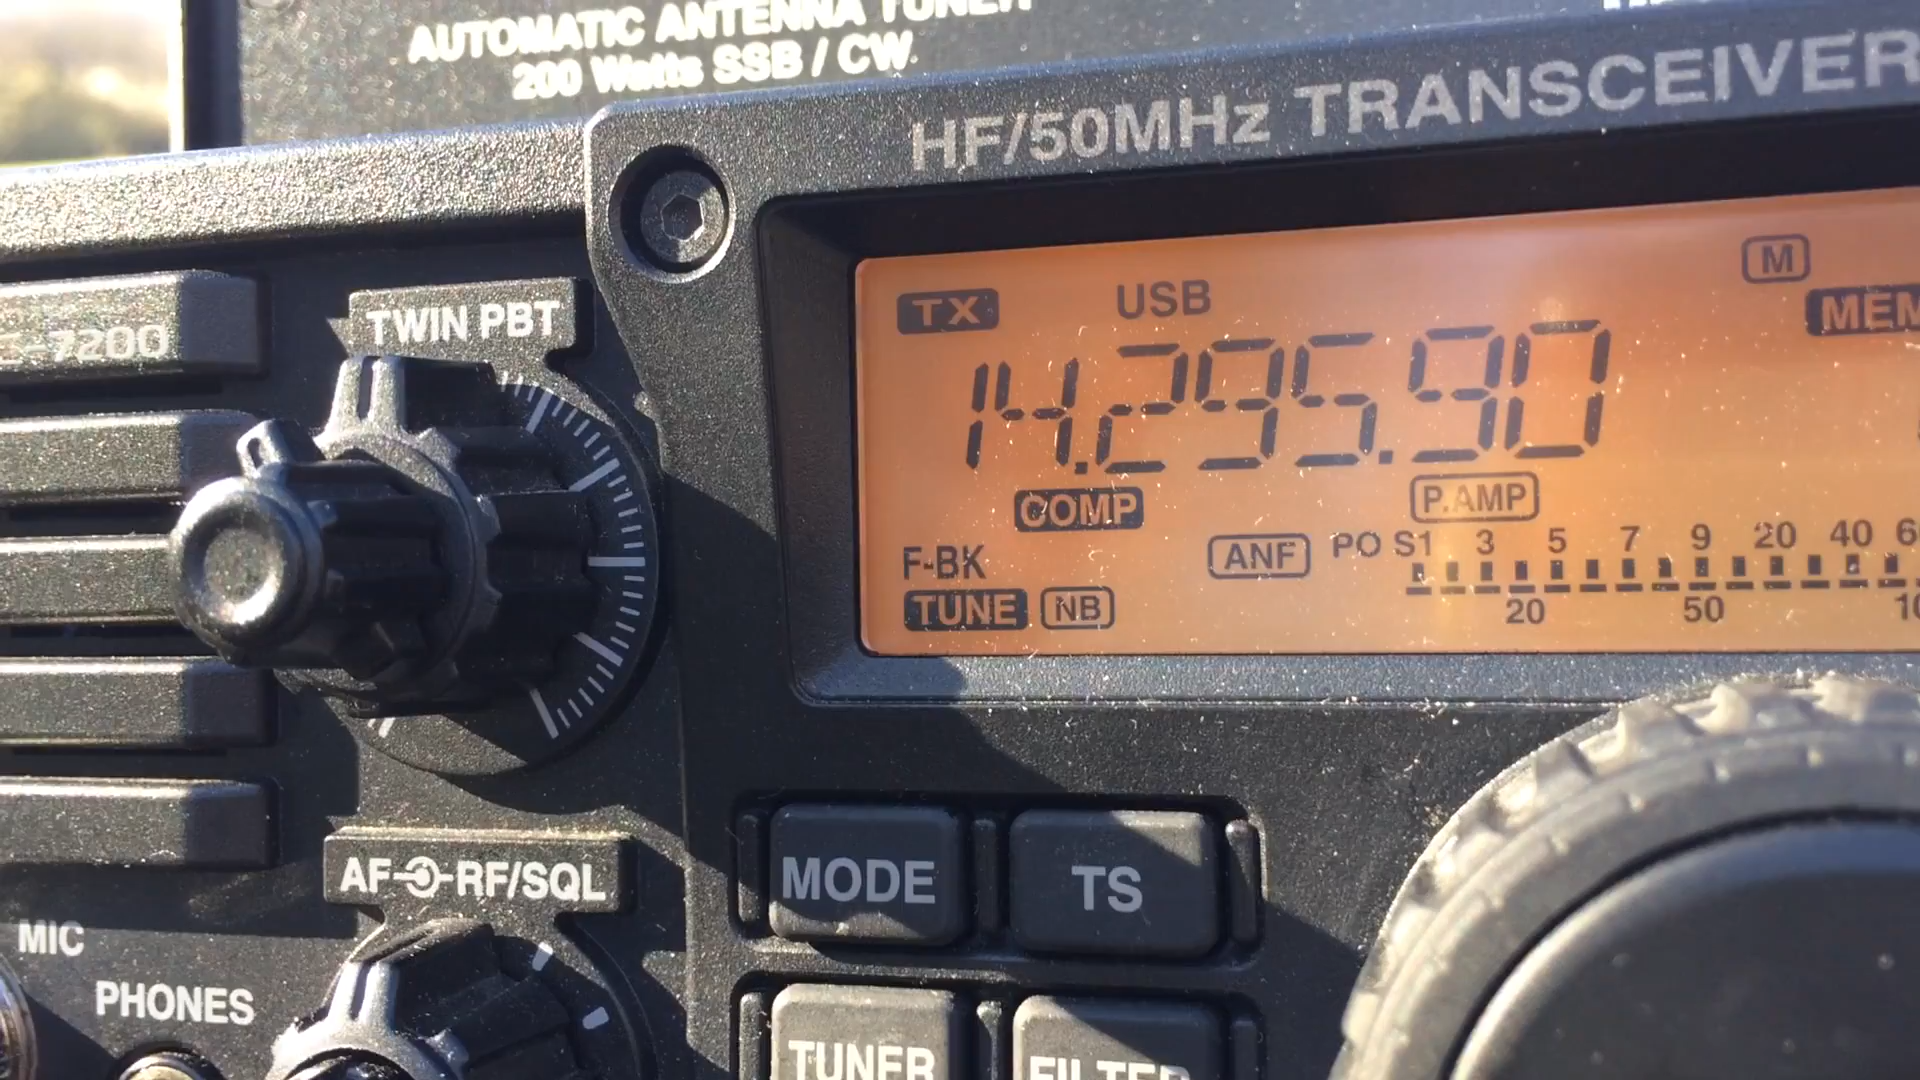 AUTOMATIC ANTENNA TUNER
200 Watts SSB / CW
HF/50MHz TRANSCEIVER
-7200
TWIN PBT
TX USB M
MEM
14.295.90
COMP P.AMP
F-BK ANF PO S1 3 5 7 9 20 40
TUNE NB 20 50
AF RF/SQL
MODE TS
MIC
PHONES
TUNER FILTER